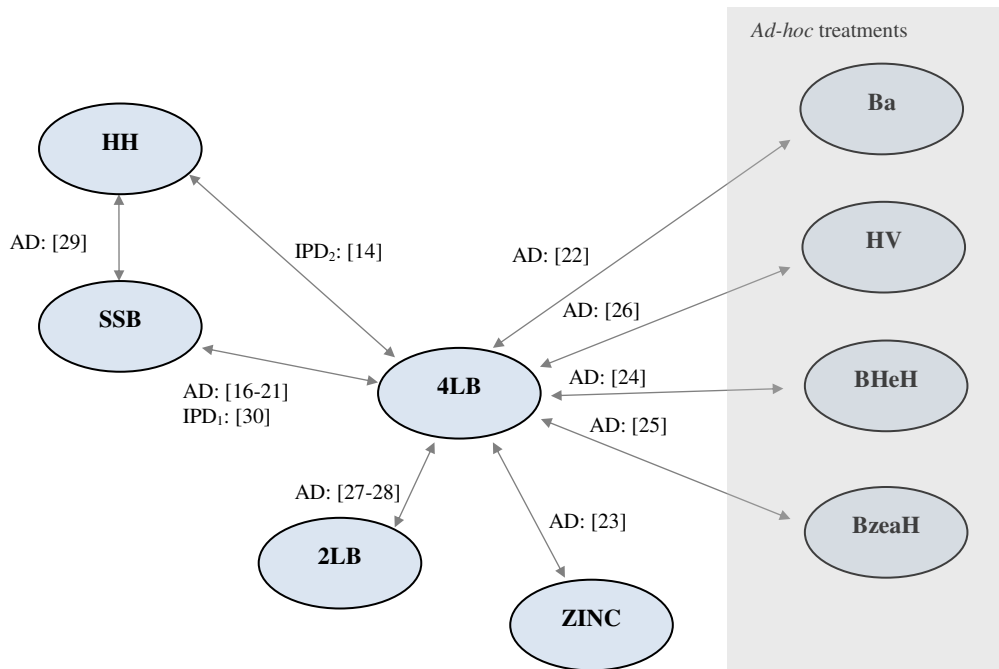 Ad-hoc treatments
Ba
HH
HV
AD: [29]
IPD₂: [14]
AD: [22]
AD: [26]
SSB
4LB
AD: [24]
BHeH
AD: [16-21]
IPD₁: [30]
AD: [25]
AD: [27-28]
AD: [23]
BzeaH
2LB
ZINC